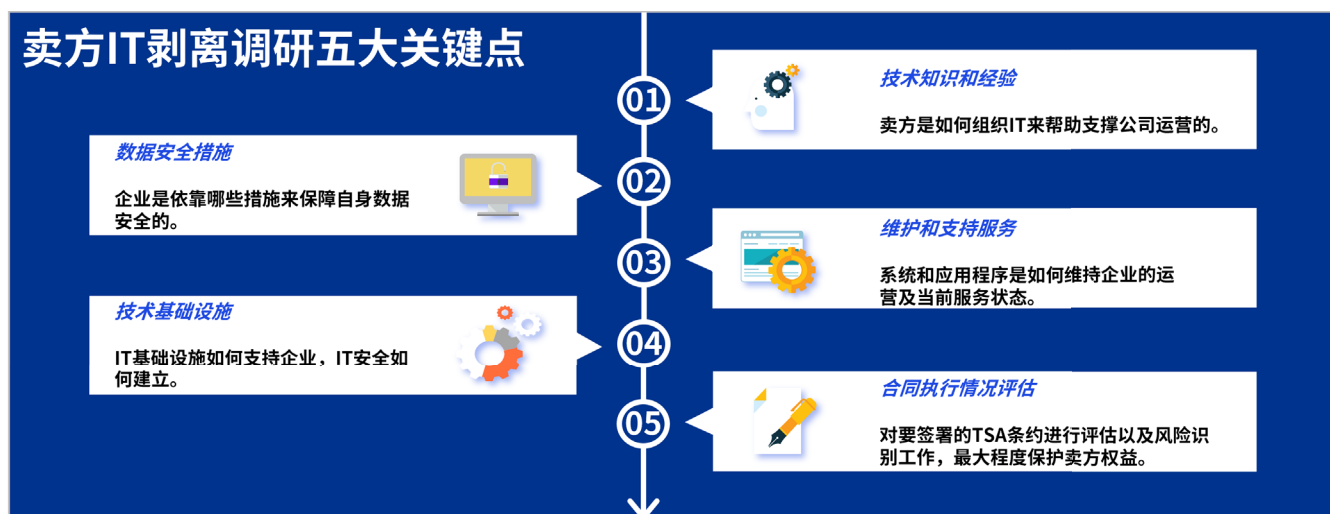 卖方IT剥离调研五大关键点
01
技术知识和经验
卖方是如何组织IT来帮助支撑公司运营的。
02
数据安全措施
企业是依靠哪些措施来保障自身数据
安全的。
03
维护和支持服务
系统和应用程序是如何维持企业的运
营及当前服务状态。
04
技术基础设施
IT基础设施如何支持企业，IT安全如
何建立。
05
合同执行情况评估
对要签署的TSA条约进行评估以及风险识
别工作，最大程度保护卖方权益。